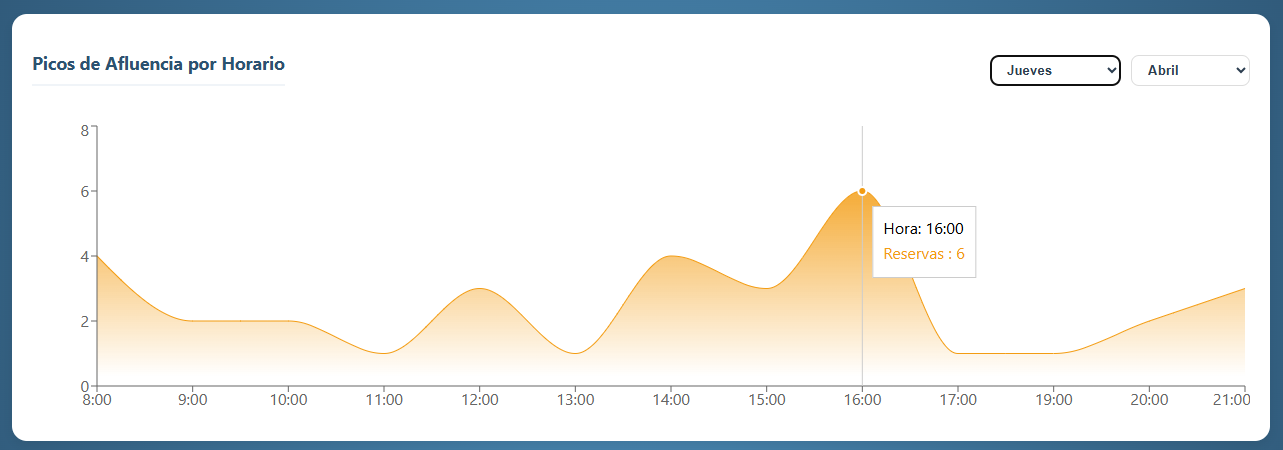 Picos de Afluencia por Horario
Jueves
Abril
8
6
4
2
0
Hora: 16:00
Reservas : 6
8:00 9:00 10:00 11:00 12:00 13:00 14:00 15:00 16:00 17:00 19:00 20:00 21:00